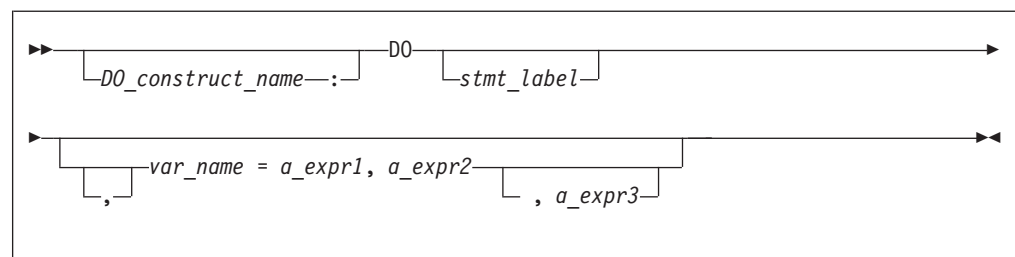 DO
DO_construct_name : stmt_label
var_name = a_expr1, a_expr2
, , a_expr3